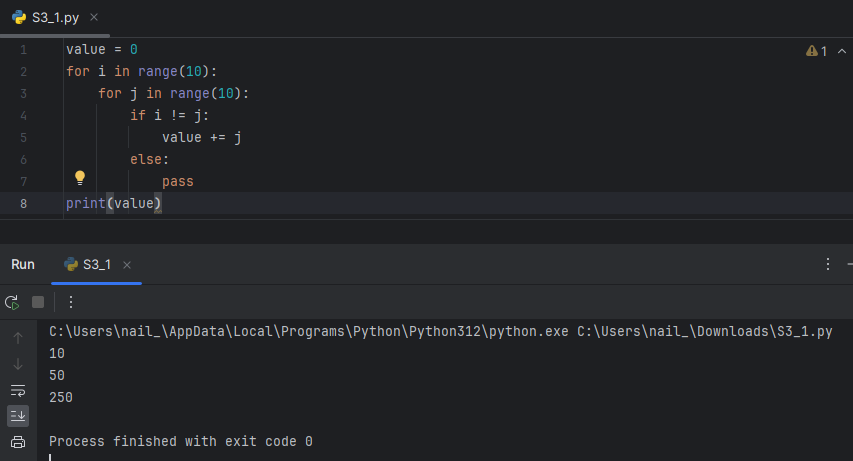 S3_1.py
1 value = 0
2 for i in range(10):
3     for j in range(10):
4         if i != j:
5             value += j
6         else:
7             pass
8 print(value)
1
Run S3_1
C:\Users\nail_\AppData\Local\Programs\Python\Python312\python.exe C:\Users\nail_\Downloads\S3_1.py
10
50
250
Process finished with exit code 0